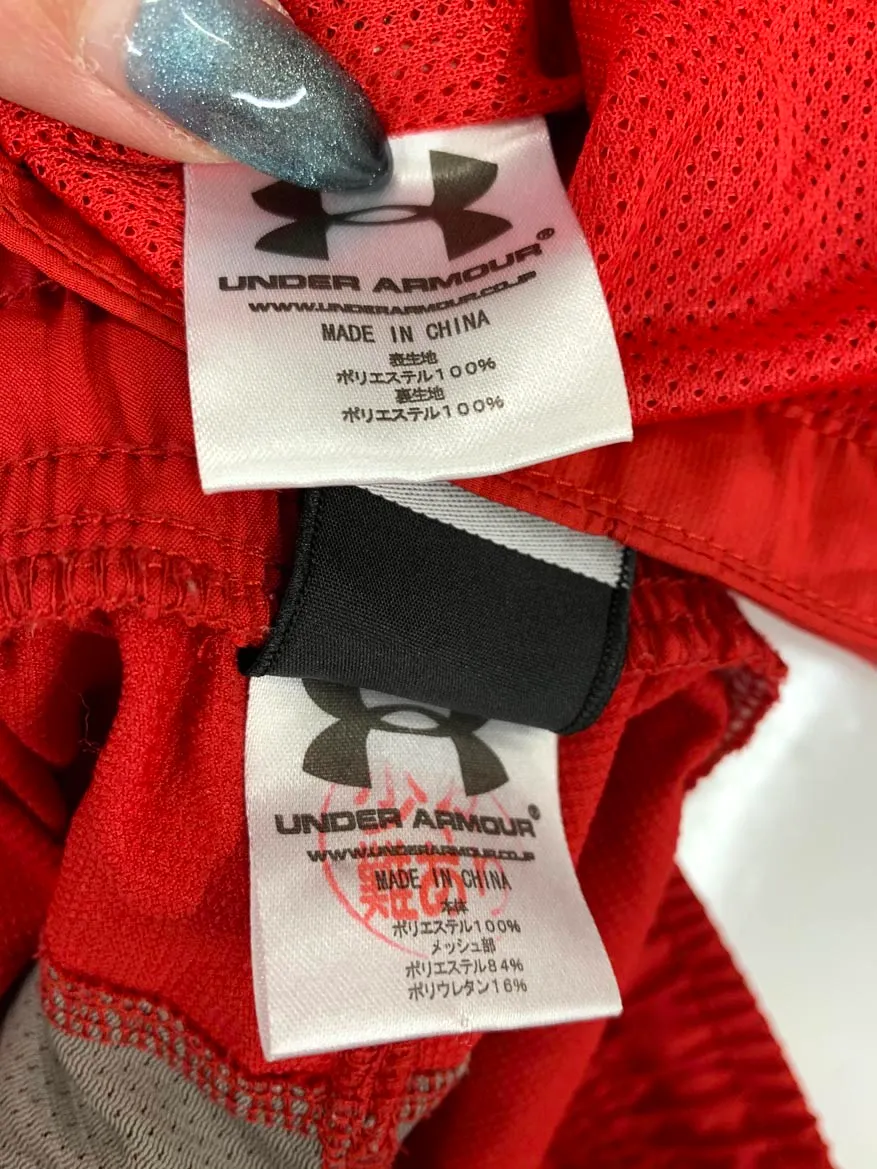 UNDER ARMOUR®
WWW.UNDERARMOUR.CO.JP
MADE IN CHINA
表生地
ポリエステル100%
裏生地
ポリエステル100%
UNDER ARMOUR®
WWW.UNDERARMOUR.CO.JP
MADE IN CHINA
本体
ポリエステル100%
メッシュ部
ポリエステル84%
ポリウレタン16%
難あり